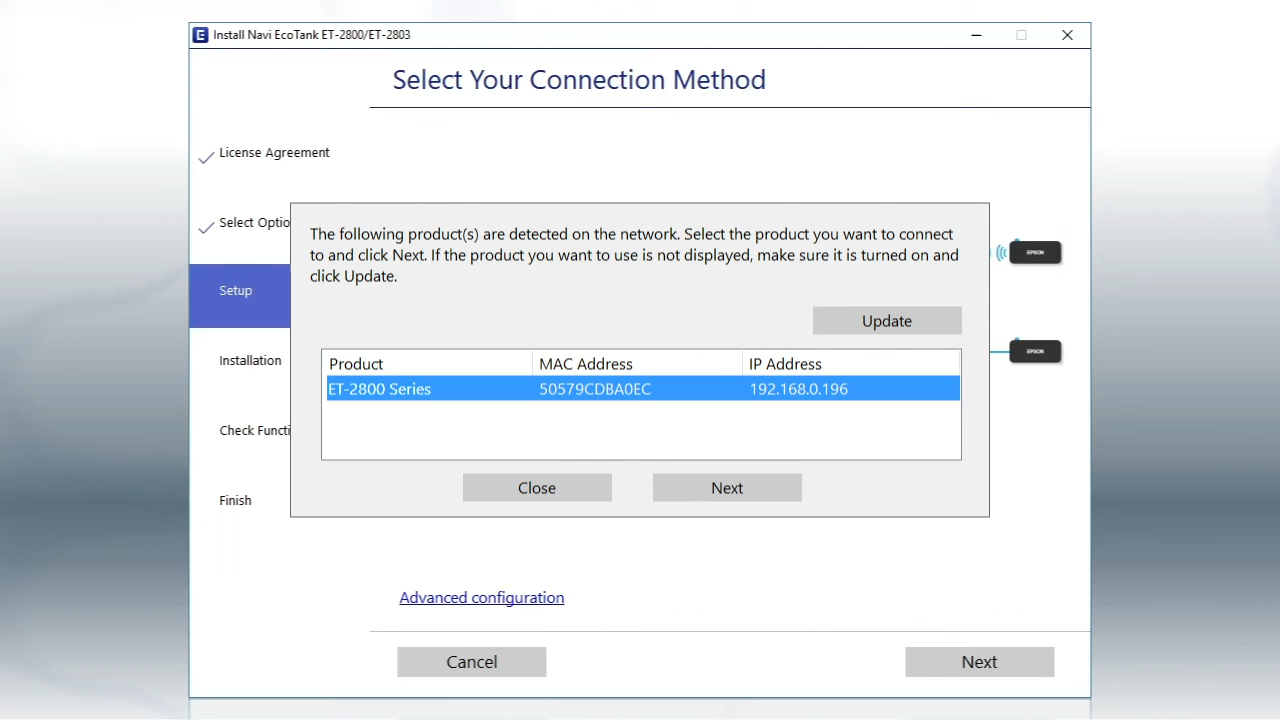 Install Navi EcoTank ET-2800/ET-2803
Select Your Connection Method
License Agreement
Select Optio
Setup
Installation
Check Functi
Finish
The following product(s) are detected on the network. Select the product you want to connect
to and click Next. If the product you want to use is not displayed, make sure it is turned on and
click Update.
Update
Product MAC Address IP Address
ET-2800 Series 50579CDBA0EC 192.168.0.196
Close Next
EPSON
EPSON
Advanced configuration
Cancel Next